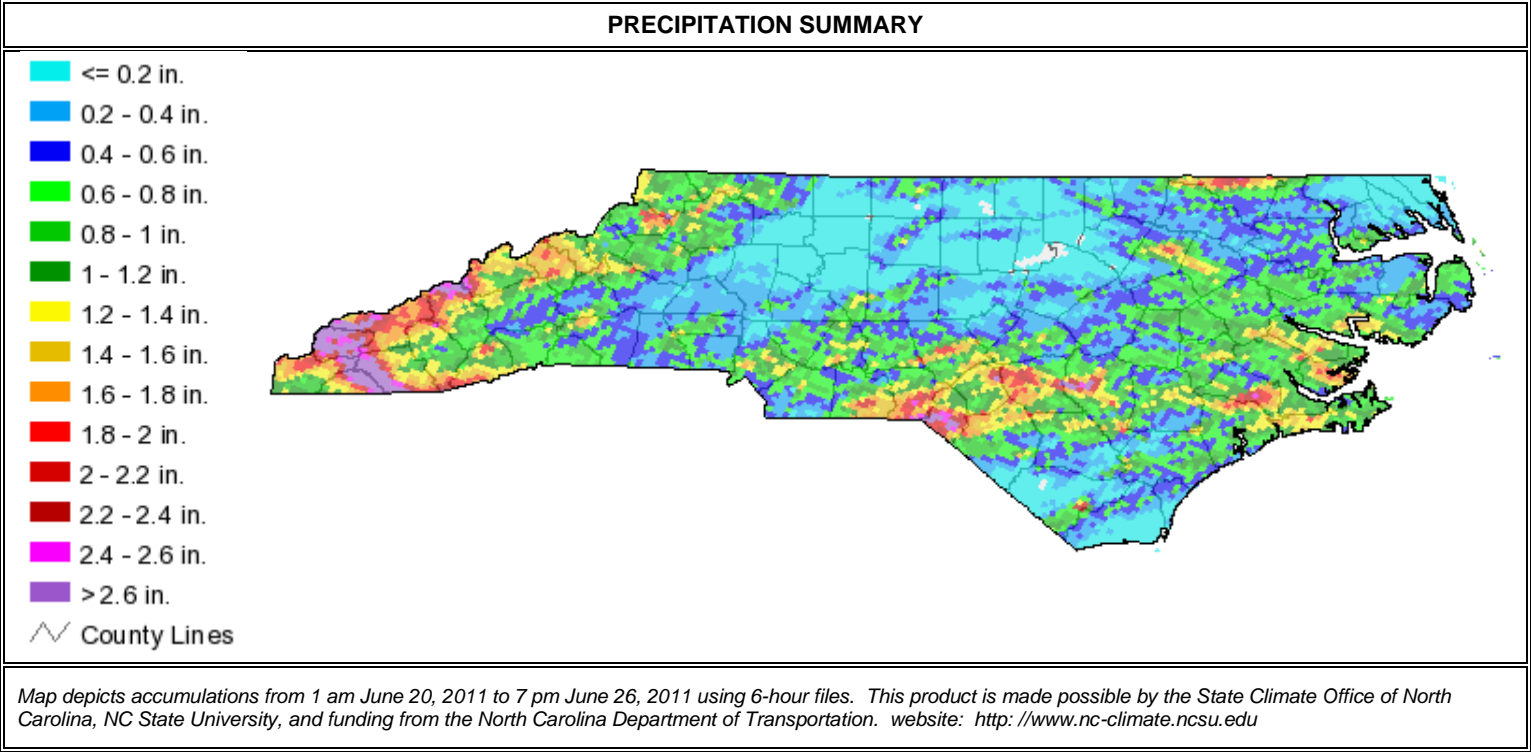 PRECIPITATION SUMMARY
<= 0.2 in.
0.2 - 0.4 in.
0.4 - 0.6 in.
0.6 - 0.8 in.
0.8 - 1 in.
1 - 1.2 in.
1.2 - 1.4 in.
1.4 - 1.6 in.
1.6 - 1.8 in.
1.8 - 2 in.
2 - 2.2 in.
2.2 - 2.4 in.
2.4 - 2.6 in.
> 2.6 in.
County Lines
Map depicts accumulations from 1 am June 20, 2011 to 7 pm June 26, 2011 using 6-hour files. This product is made possible by the State Climate Office of North
Carolina, NC State University, and funding from the North Carolina Department of Transportation. website: http: //www.nc-climate.ncsu.edu